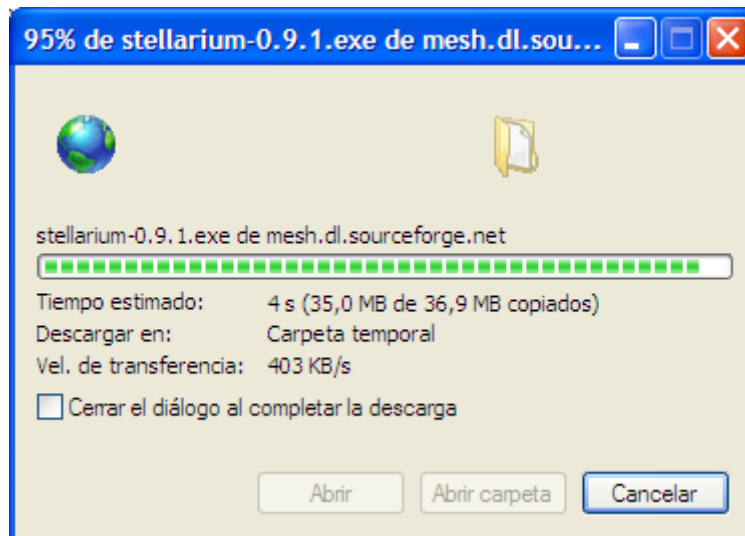 95% de stellarium-0.9.1.exe de mesh.dl.sou...
stellarium-0.9.1.exe de mesh.dl.sourceforge.net
Tiempo estimado: 4 s (35,0 MB de 36,9 MB copiados)
Descargar en: Carpeta temporal
Vel. de transferencia: 403 KB/s
Cerrar el diálogo al completar la descarga
Abrir Abrir carpeta Cancelar